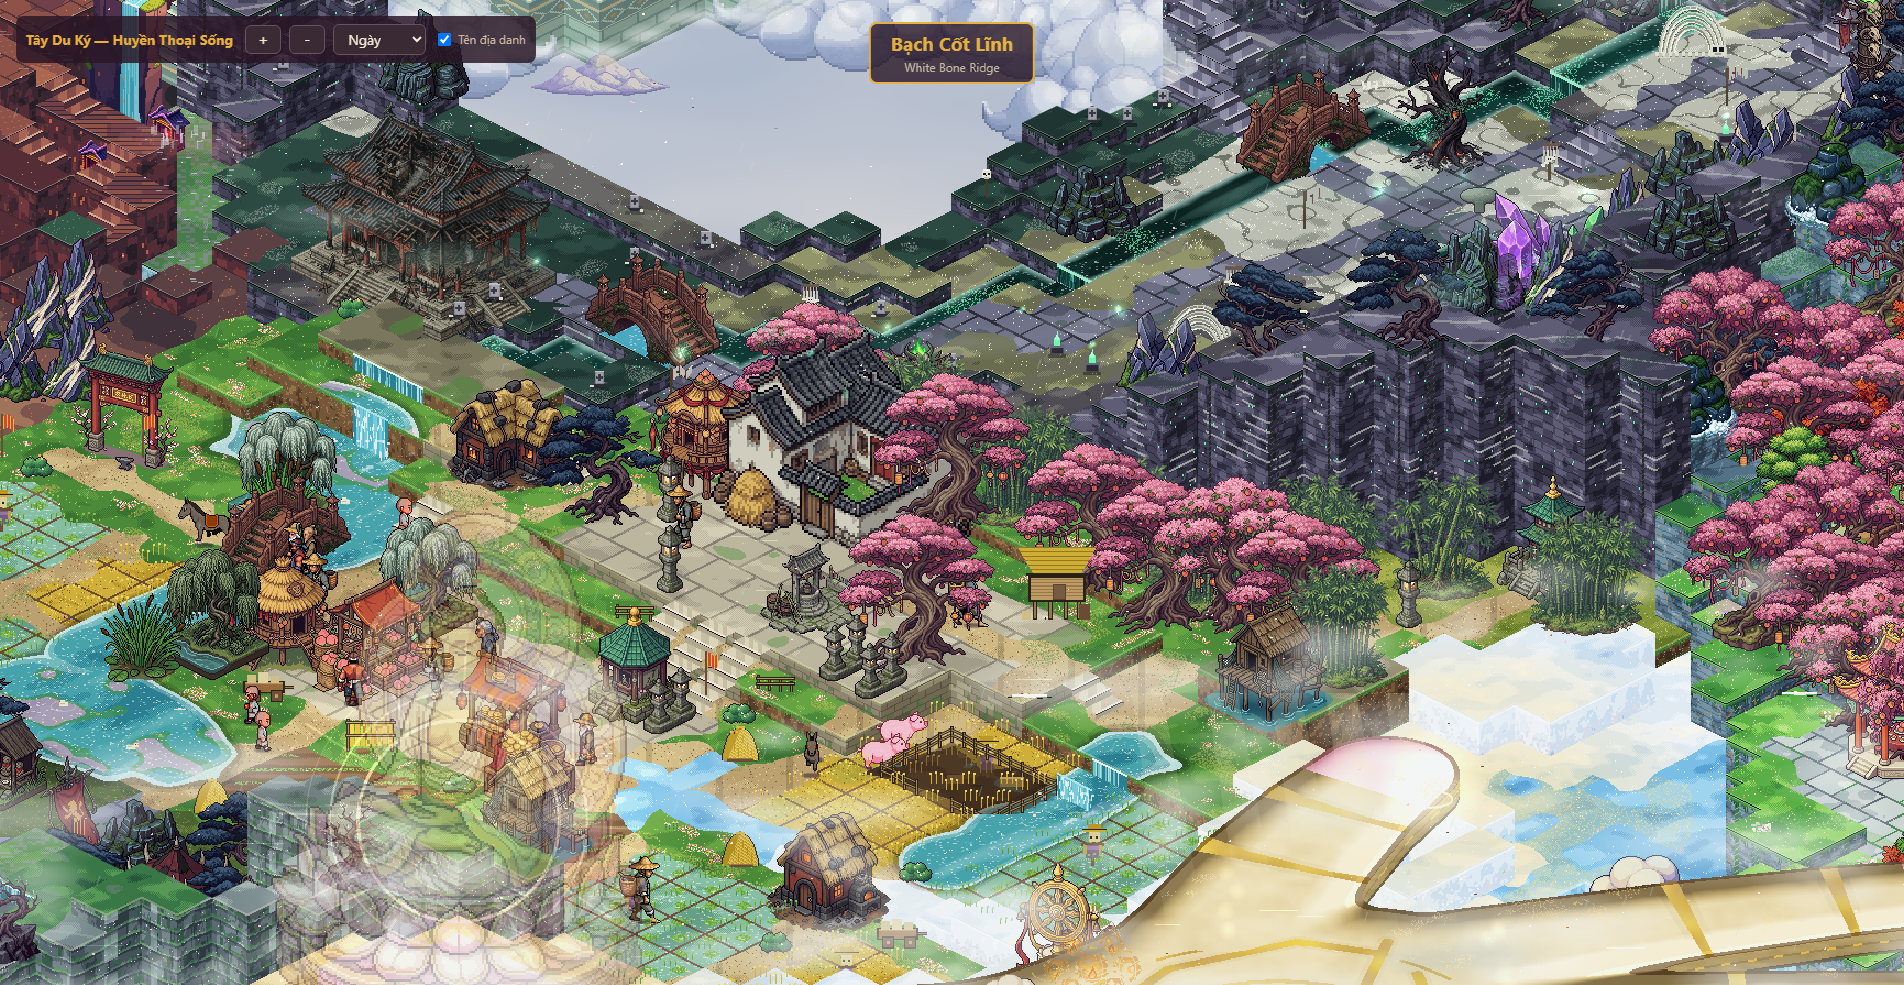 Tây Du Ký — Huyền Thoại Sống
+
-
Ngày
Tên địa danh
Bạch Cốt Lĩnh
White Bone Ridge